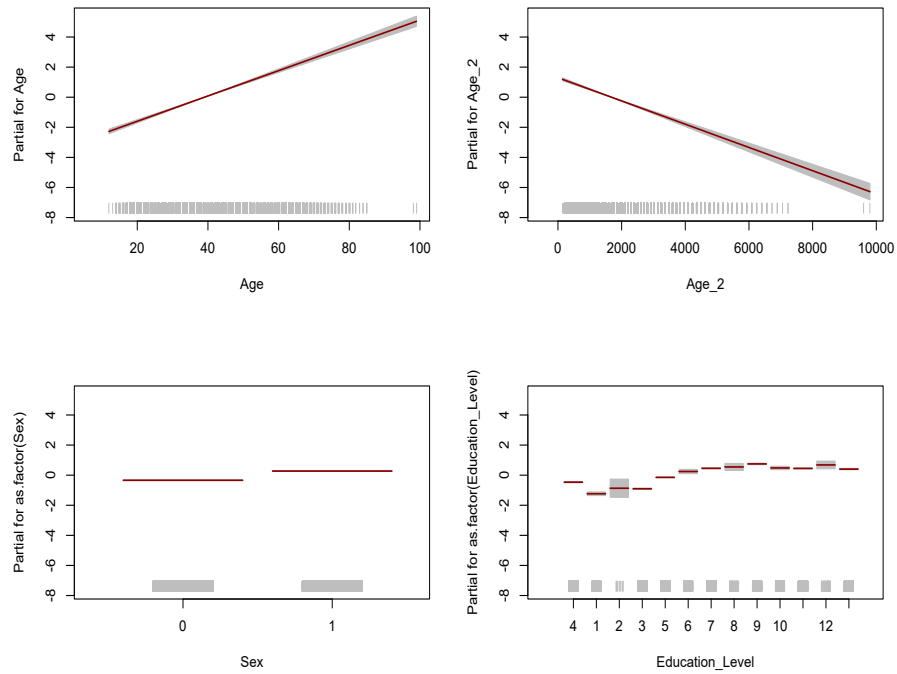 Partial for Age
4
2
0
-2
-4
-6
-8
20 40 60 80 100
Age
Partial for Age_2
4
2
0
-2
-4
-6
-8
0 2000 4000 6000 8000 10000
Age_2
Partial for as.factor(Sex)
4
2
0
-2
-4
-6
-8
0 1
Sex
Partial for as.factor(Education_Level)
4
2
0
-2
-4
-6
-8
4 1 2 3 5 6 7 8 9 10 12
Education_Level